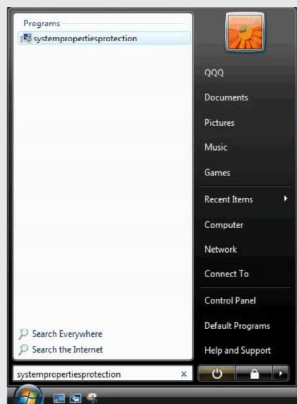 Programs
systempropertiesprotection
Search Everywhere
Search the Internet
systempropertiesprotection
QQQ
Documents
Pictures
Music
Games
Recent Items
Computer
Network
Connect To
Control Panel
Default Programs
Help and Support